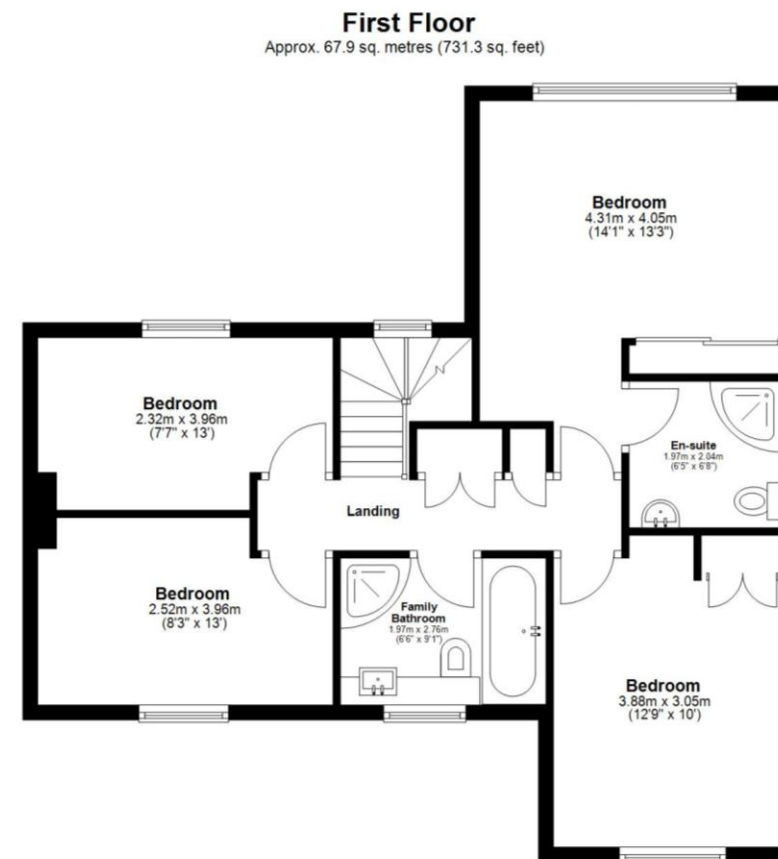 First Floor
Approx. 67.9 sq. metres (731.3 sq. feet)
Bedroom
4.31m x 4.05m
(14'1" x 13'3")
Bedroom
2.32m x 3.96m
(7'7" x 13')
En-suite
1.97m x 2.04m
(6'5" x 6'8")
Landing
Bedroom
2.52m x 3.96m
(8'3" x 13')
Family
Bathroom
1.97m x 2.76m
(6'6" x 9'1")
Bedroom
3.88m x 3.05m
(12'9" x 10')